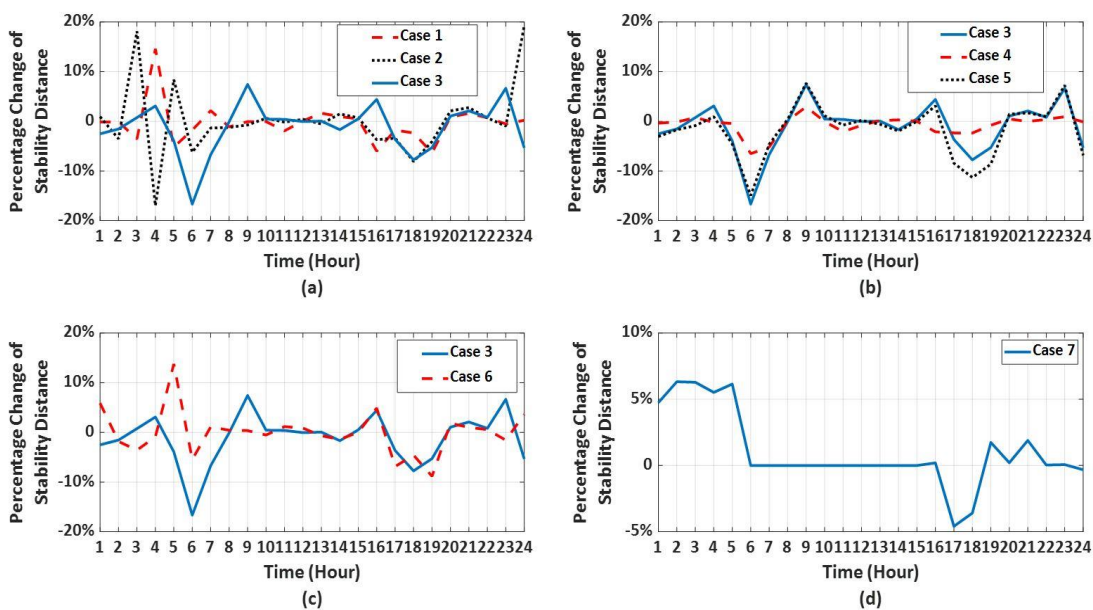 20%
10%
0
-10%
-20%
Percentage Change of
Stability Distance
Case 1
Case 2
Case 3
1 2 3 4 5 6 7 8 9 10 11 12 13 14 15 16 17 18 19 20 21 22 23 24
Time (Hour)
(a)
20%
10%
0
-10%
-20%
Percentage Change of
Stability Distance
Case 3
Case 4
Case 5
1 2 3 4 5 6 7 8 9 10 11 12 13 14 15 16 17 18 19 20 21 22 23 24
Time (Hour)
(b)
20%
10%
0
-10%
-20%
Percentage Change of
Stability Distance
Case 3
Case 6
1 2 3 4 5 6 7 8 9 10 11 12 13 14 15 16 17 18 19 20 21 22 23 24
Time (Hour)
(c)
10%
5%
0
-5%
Percentage Change of
Stability Distance
Case 7
1 2 3 4 5 6 7 8 9 10 11 12 13 14 15 16 17 18 19 20 21 22 23 24
Time (Hour)
(d)